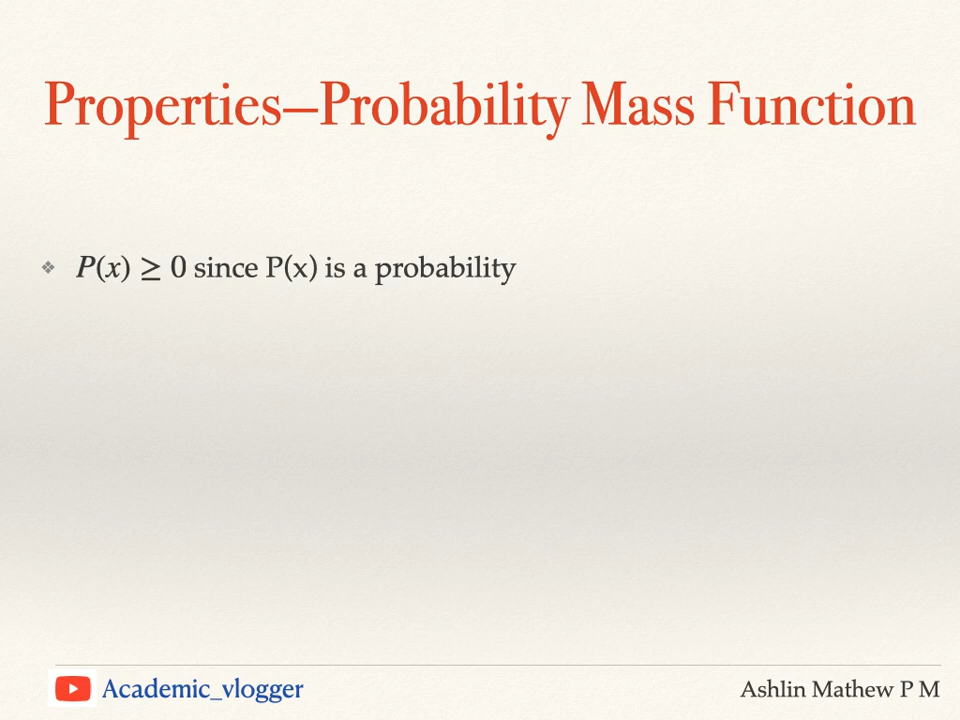 Properties—Probability Mass Function
❖ P(x) ≥ 0 since P(x) is a probability
Academic_vlogger
Ashlin Mathew P M